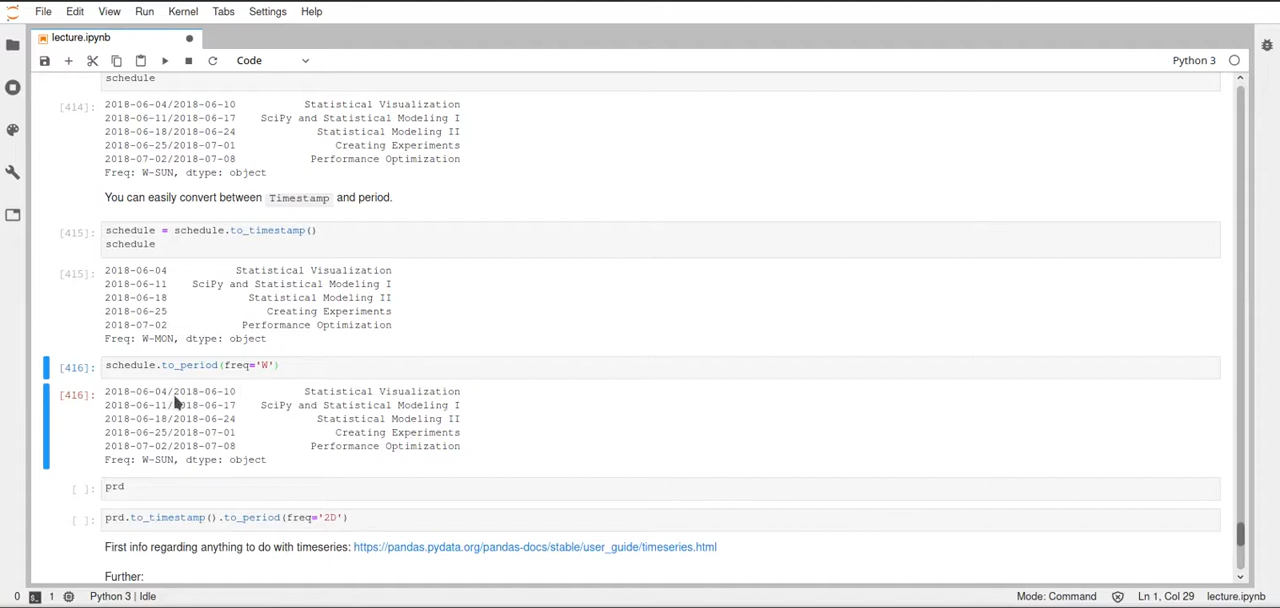 File Edit View Run Kernel Tabs Settings Help
lecture.ipynb
Code
Python 3
schedule
[414]:
2018-06-04/2018-06-10 Statistical Visualization
2018-06-11/2018-06-17 SciPy and Statistical Modeling I
2018-06-18/2018-06-24 Statistical Modeling II
2018-06-25/2018-07-01 Creating Experiments
2018-07-02/2018-07-08 Performance Optimization
Freq: W-SUN, dtype: object
You can easily convert between Timestamp and period.
[415]: schedule = schedule.to_timestamp()
schedule
[415]: 2018-06-04 Statistical Visualization
2018-06-11 SciPy and Statistical Modeling I
2018-06-18 Statistical Modeling II
2018-06-25 Creating Experiments
2018-07-02 Performance Optimization
Freq: W-MON, dtype: object
[416]: schedule.to_period(freq='W')
[416]: 2018-06-04/2018-06-10 Statistical Visualization
2018-06-11/2018-06-17 SciPy and Statistical Modeling I
2018-06-18/2018-06-24 Statistical Modeling II
2018-06-25/2018-07-01 Creating Experiments
2018-07-02/2018-07-08 Performance Optimization
Freq: W-SUN, dtype: object
[ ]: prd
[ ]: prd.to_timestamp().to_period(freq='2D')
First info regarding anything to do with timeseries: https://pandas.pydata.org/pandas-docs/stable/user_guide/timeseries.html
Further:
0 1 Python 3 | Idle Mode: Command Ln 1, Col 29 lecture.ipynb